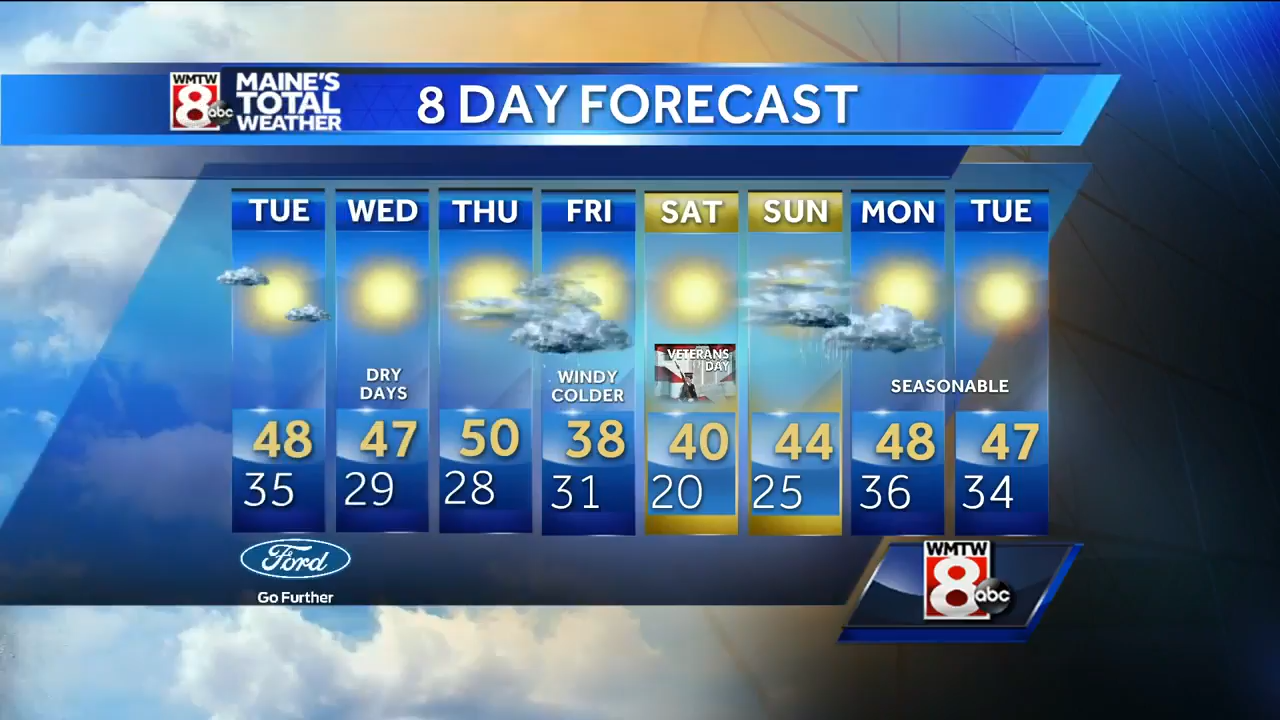 WMTW
8
abc
MAINE'S
TOTAL
WEATHER
8 DAY FORECAST
TUE WED THU FRI SAT SUN MON TUE
VETERANS
DAY
DRY
DAYS
WINDY
COLDER
SEASONABLE
48 47 50 38 40 44 48 47
35 29 28 31 20 25 36 34
Ford
Go Further
WMTW
8
abc